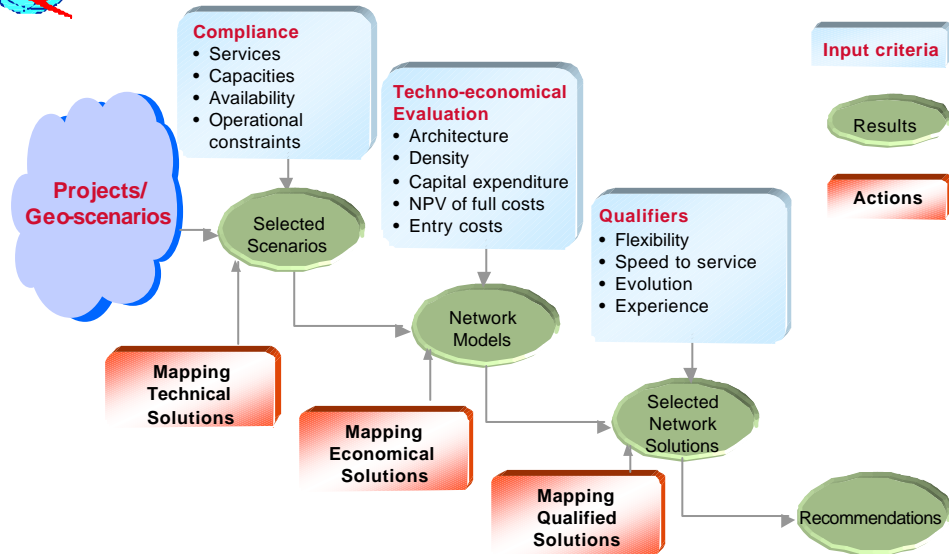 Compliance
• Services
• Capacities
• Availability
• Operational
constraints
Input criteria
Techno-economical
Evaluation
• Architecture
• Density
• Capital expenditure
• NPV of full costs
• Entry costs
Results
Projects/
Geo-scenarios
Actions
Selected
Scenarios
Qualifiers
• Flexibility
• Speed to service
• Evolution
• Experience
Network
Models
Mapping
Technical
Solutions
Selected
Network
Solutions
Mapping
Economical
Solutions
Mapping
Qualified
Solutions
Recommendations